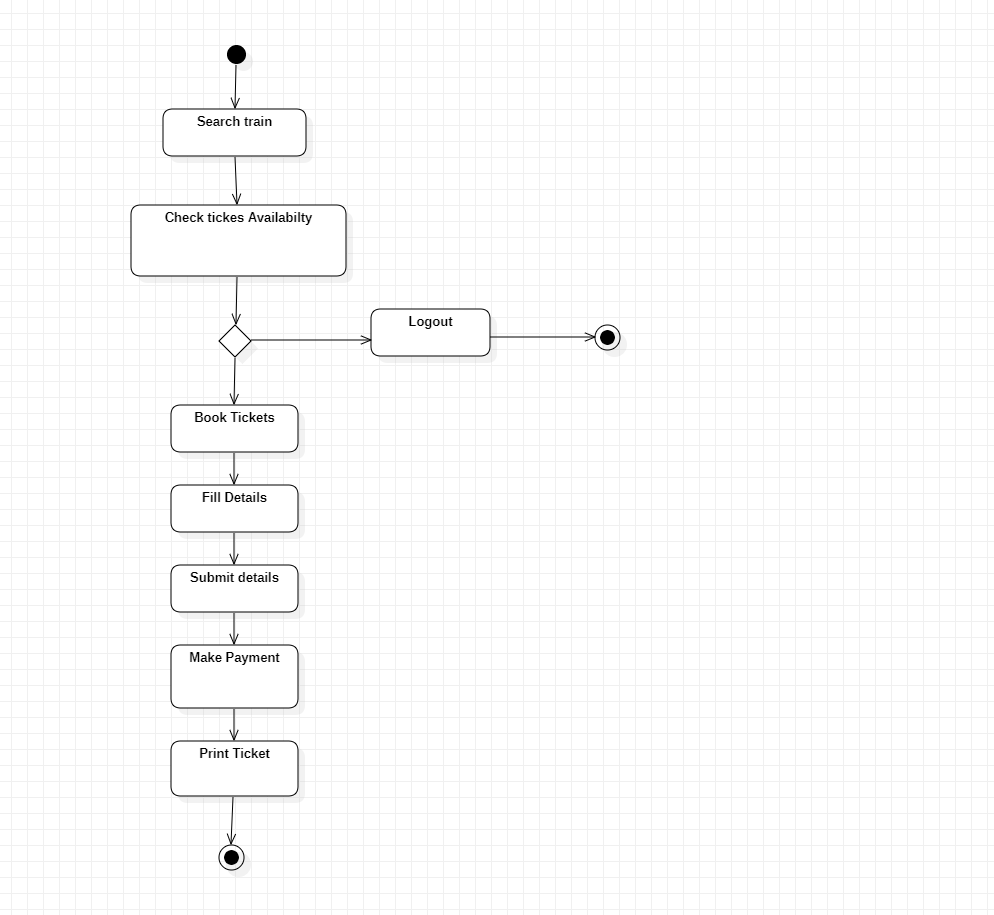 Search train
Check tickes Availabilty
Logout
Book Tickets
Fill Details
Submit details
Make Payment
Print Ticket